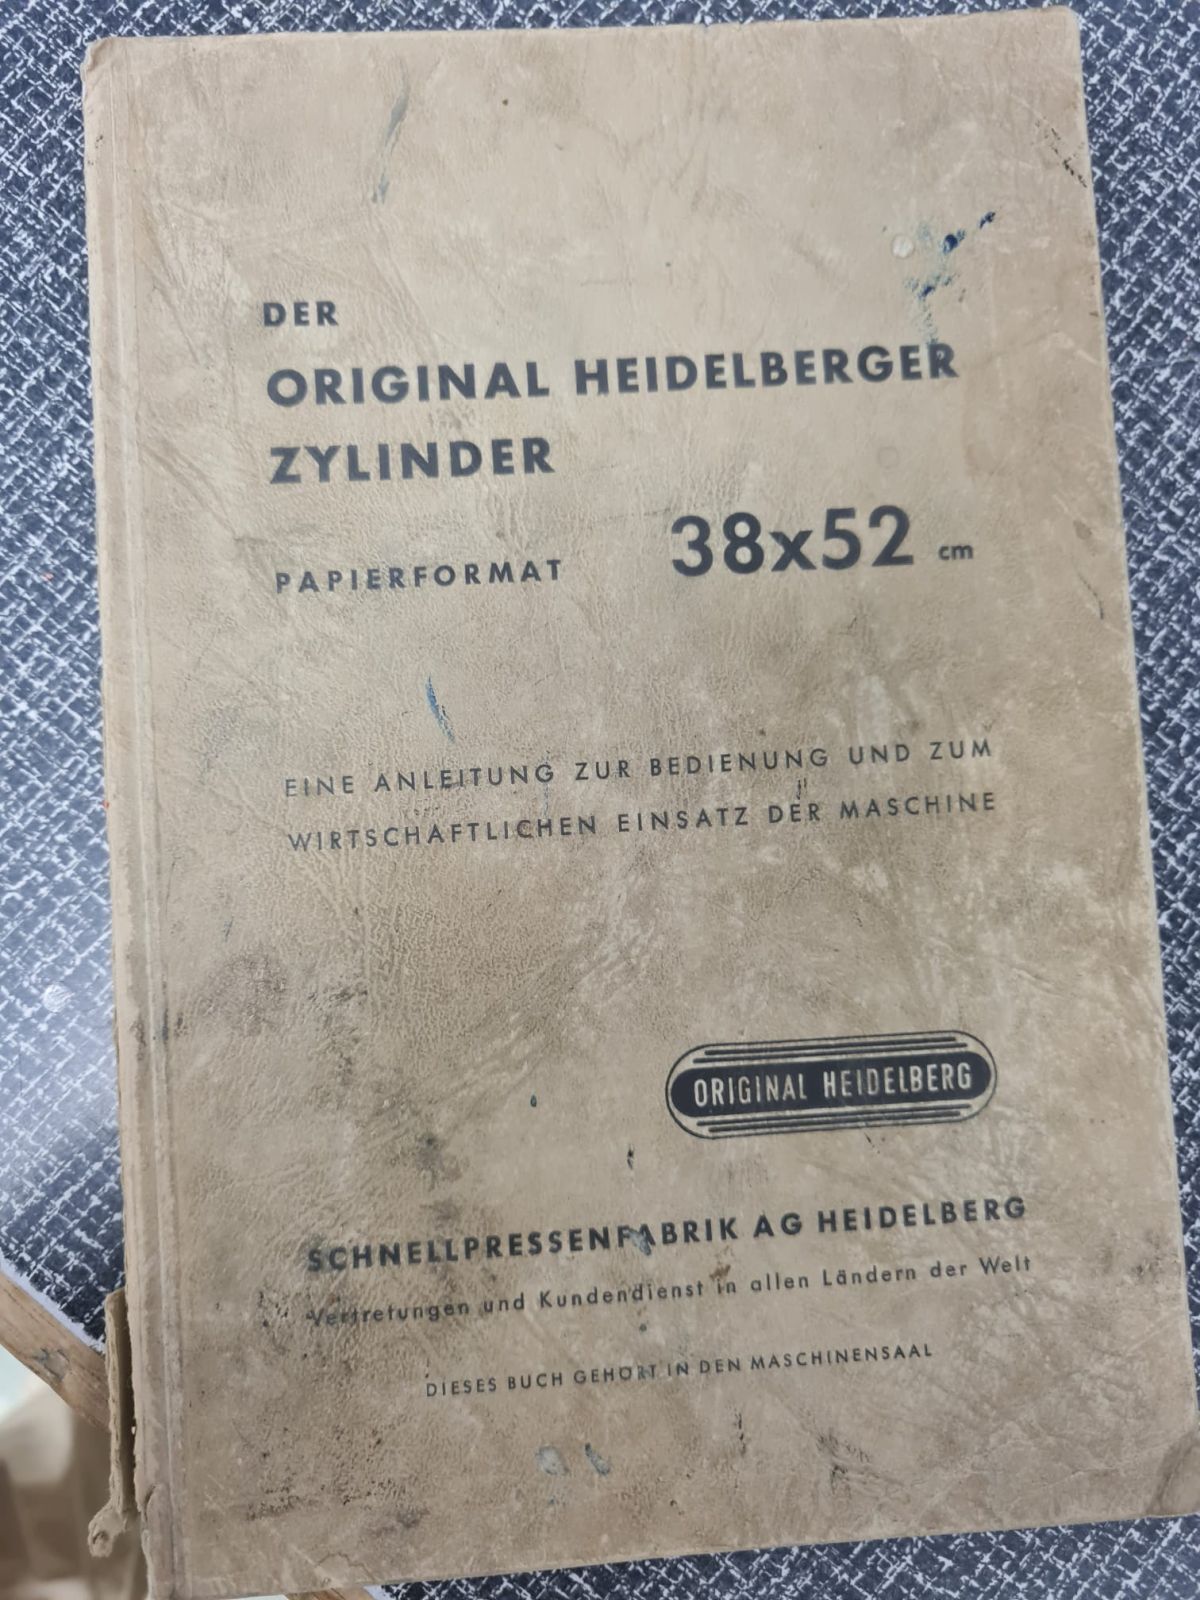 DER
ORIGINAL HEIDELBERGER
ZYLINDER
PAPIERFORMAT 38x52 cm
EINE ANLEITUNG ZUR BEDIENUNG UND ZUM
WIRTSCHAFTLICHEN EINSATZ DER MASCHINE
ORIGINAL HEIDELBERG
SCHNELLPRESSENFABRIK AG HEIDELBERG
Vertretungen und Kundendienst in allen Ländern der Welt
DIESES BUCH GEHÖRT IN DEN MASCHINENSAAL